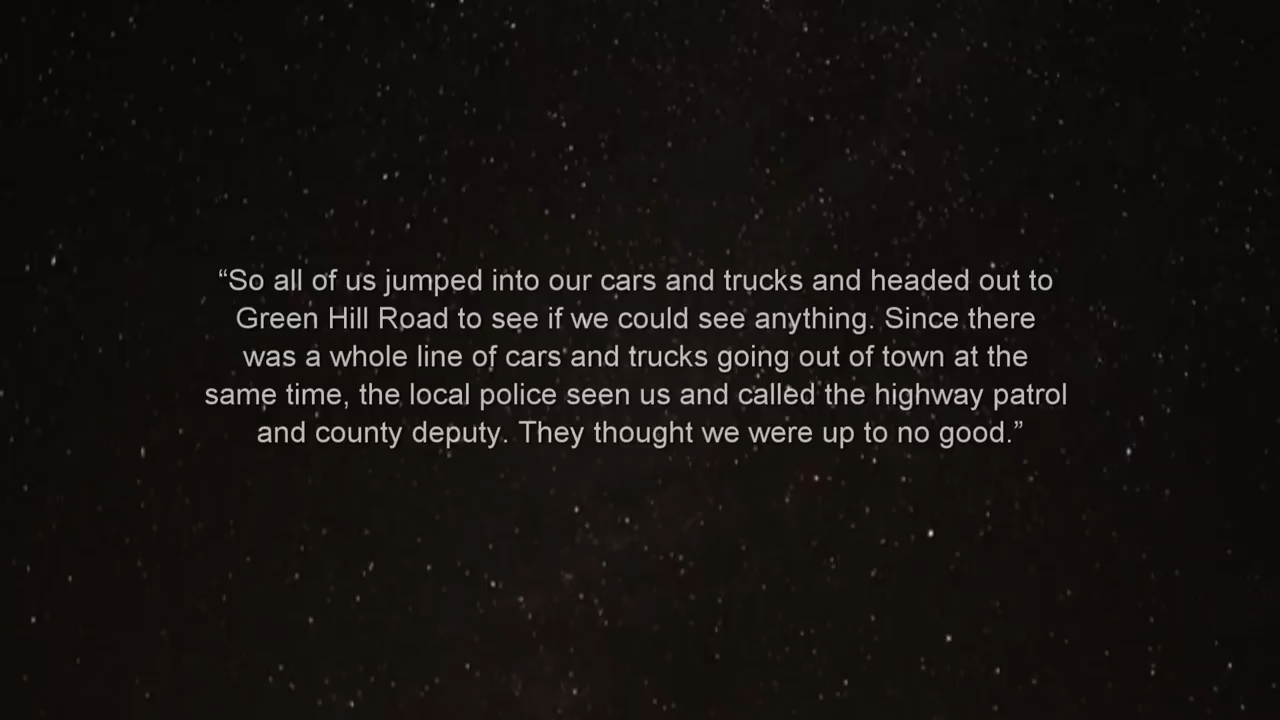 “So all of us jumped into our cars and trucks and headed out to
Green Hill Road to see if we could see anything. Since there
was a whole line of cars and trucks going out of town at the
same time, the local police seen us and called the highway patrol
and county deputy. They thought we were up to no good.”